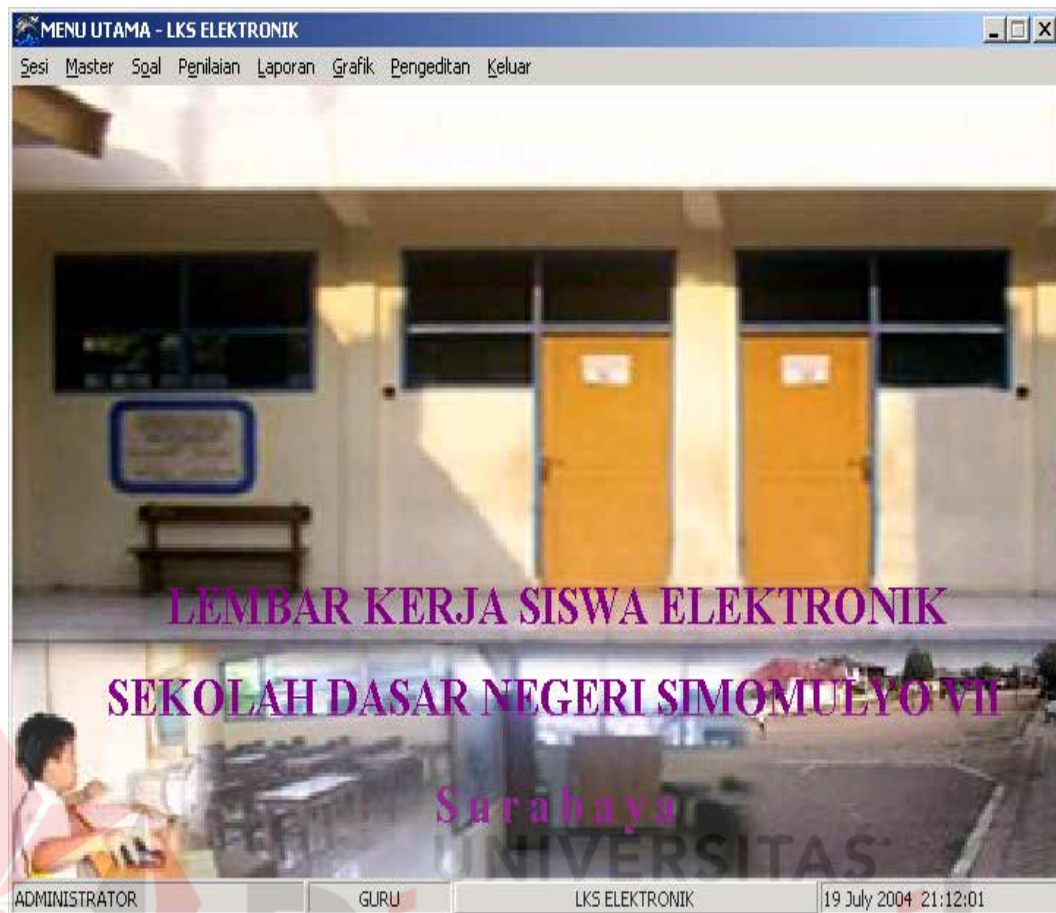 MENU UTAMA - LKS ELEKTRONIK
Sesi Master Soal Penilaian Laporan Grafik Pengeditan Keluar
LEMBAR KERJA SISWA ELEKTRONIK
SEKOLAH DASAR NEGERI SIMOMULYO VII
Surabaya
UNIVERSITAS
ADMINISTRATOR GURU LKS ELEKTRONIK 19 July 2004 21:12:01